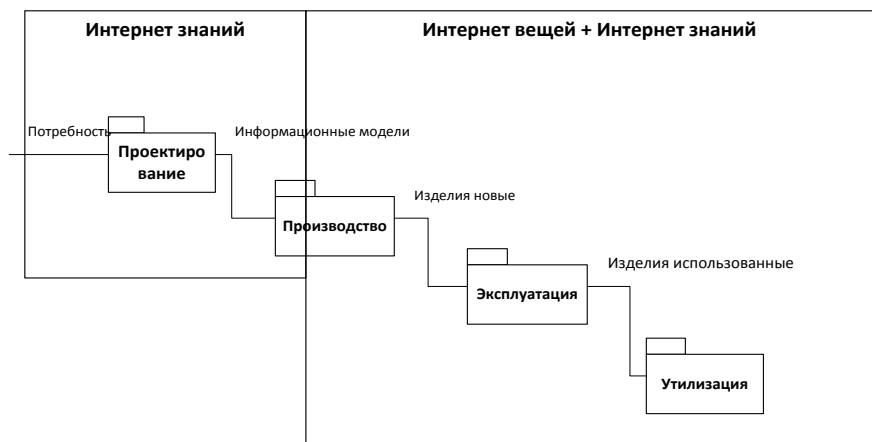 Интернет знаний
Интернет вещей + Интернет знаний
Потребность
Информационные модели
Проектиро
вание
Изделия новые
Производство
Изделия использованные
Эксплуатация
Утилизация